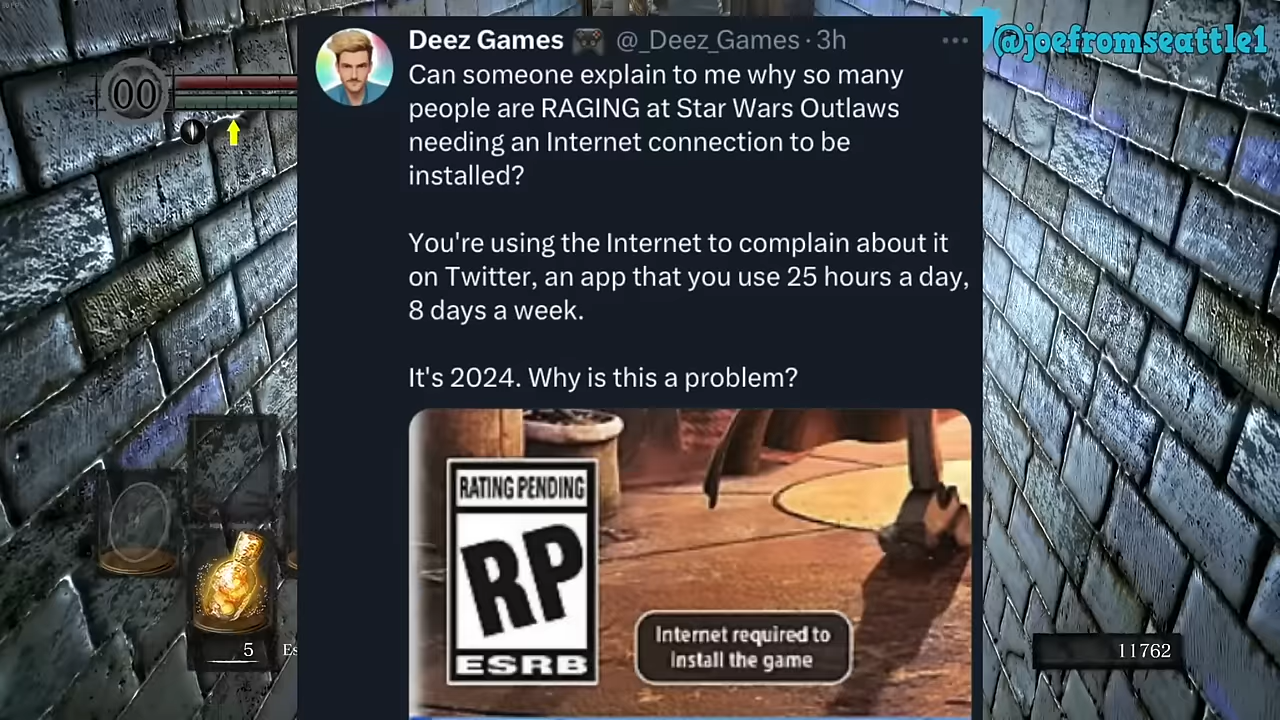 @joefromseattle1
Deez Games 🎮 @_Deez_Games · 3h
Can someone explain to me why so many
people are RAGING at Star Wars Outlaws
needing an Internet connection to be
installed?
You're using the Internet to complain about it
on Twitter, an app that you use 25 hours a day,
8 days a week.
It's 2024. Why is this a problem?
RATING PENDING
RP
ESRB
Internet required to
install the game
00
5
Es
11762